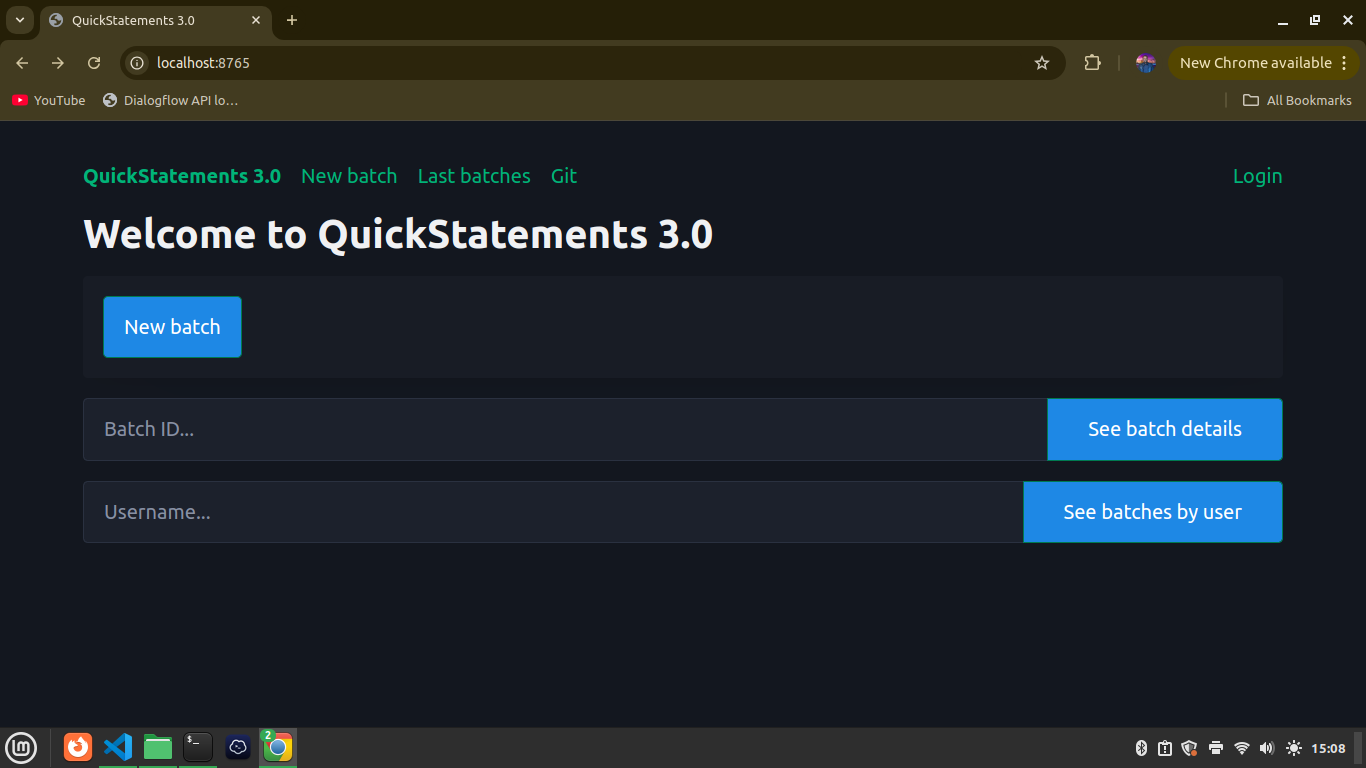 QuickStatements 3.0
localhost:8765
New Chrome available
YouTube
Dialogflow API lo...
All Bookmarks
QuickStatements 3.0 New batch Last batches Git Login
Welcome to QuickStatements 3.0
New batch
Batch ID...
See batch details
Username...
See batches by user
$_
2
15:08